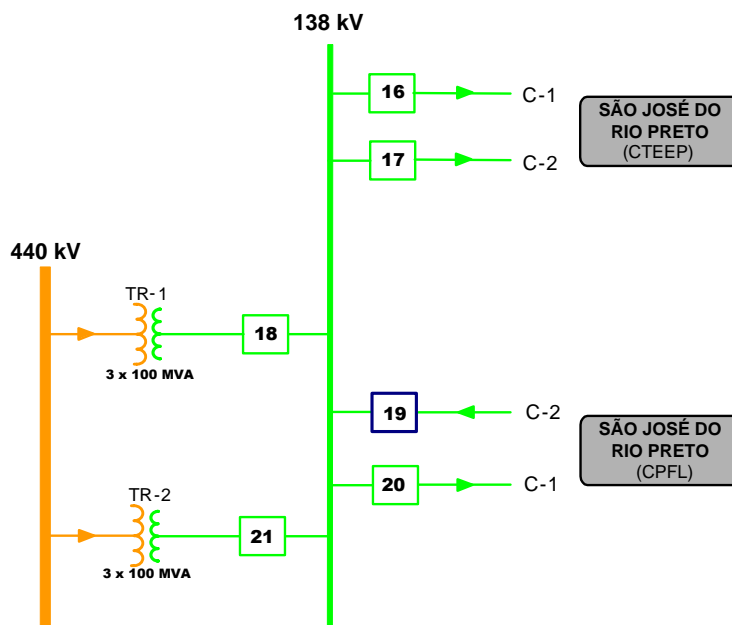 138 kV
16
C-1
17
C-2
SÃO JOSÉ DO
RIO PRETO
(CTEEP)
440 kV
TR-1
18
3 x 100 MVA
19
C-2
20
C-1
SÃO JOSÉ DO
RIO PRETO
(CPFL)
TR-2
21
3 x 100 MVA